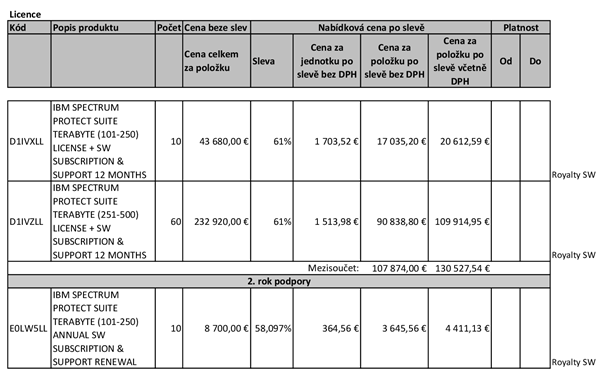 Licence
Kód Popis produktu Počet Cena beze slev Nabídková cena po slevě Platnost
Cena celkem za položku Sleva Cena za jednotku po slevě bez DPH Cena za položku po slevě bez DPH Cena za položku po slevě včetně DPH Od Do
IBM SPECTRUM
PROTECT SUITE
TERABYTE (101-250)
D1IVXLL LICENSE + SW 10 43 680,00 € 61% 1 703,52 € 17 035,20 € 20 612,59 €
SUBSCRIPTION &
SUPPORT 12 MONTHS Royalty SW
IBM SPECTRUM
PROTECT SUITE
TERABYTE (251-500)
D1IVZLL LICENSE + SW 60 232 920,00 € 61% 1 513,98 € 90 838,80 € 109 914,95 €
SUBSCRIPTION &
SUPPORT 12 MONTHS Royalty SW
Mezisoučet: 107 874,00 € 130 527,54 €
2. rok podpory
IBM SPECTRUM
PROTECT SUITE
TERABYTE (101-250)
E0LW5LL ANNUAL SW 10 8 700,00 € 58,097% 364,56 € 3 645,56 € 4 411,13 €
SUBSCRIPTION &
SUPPORT RENEWAL Royalty SW